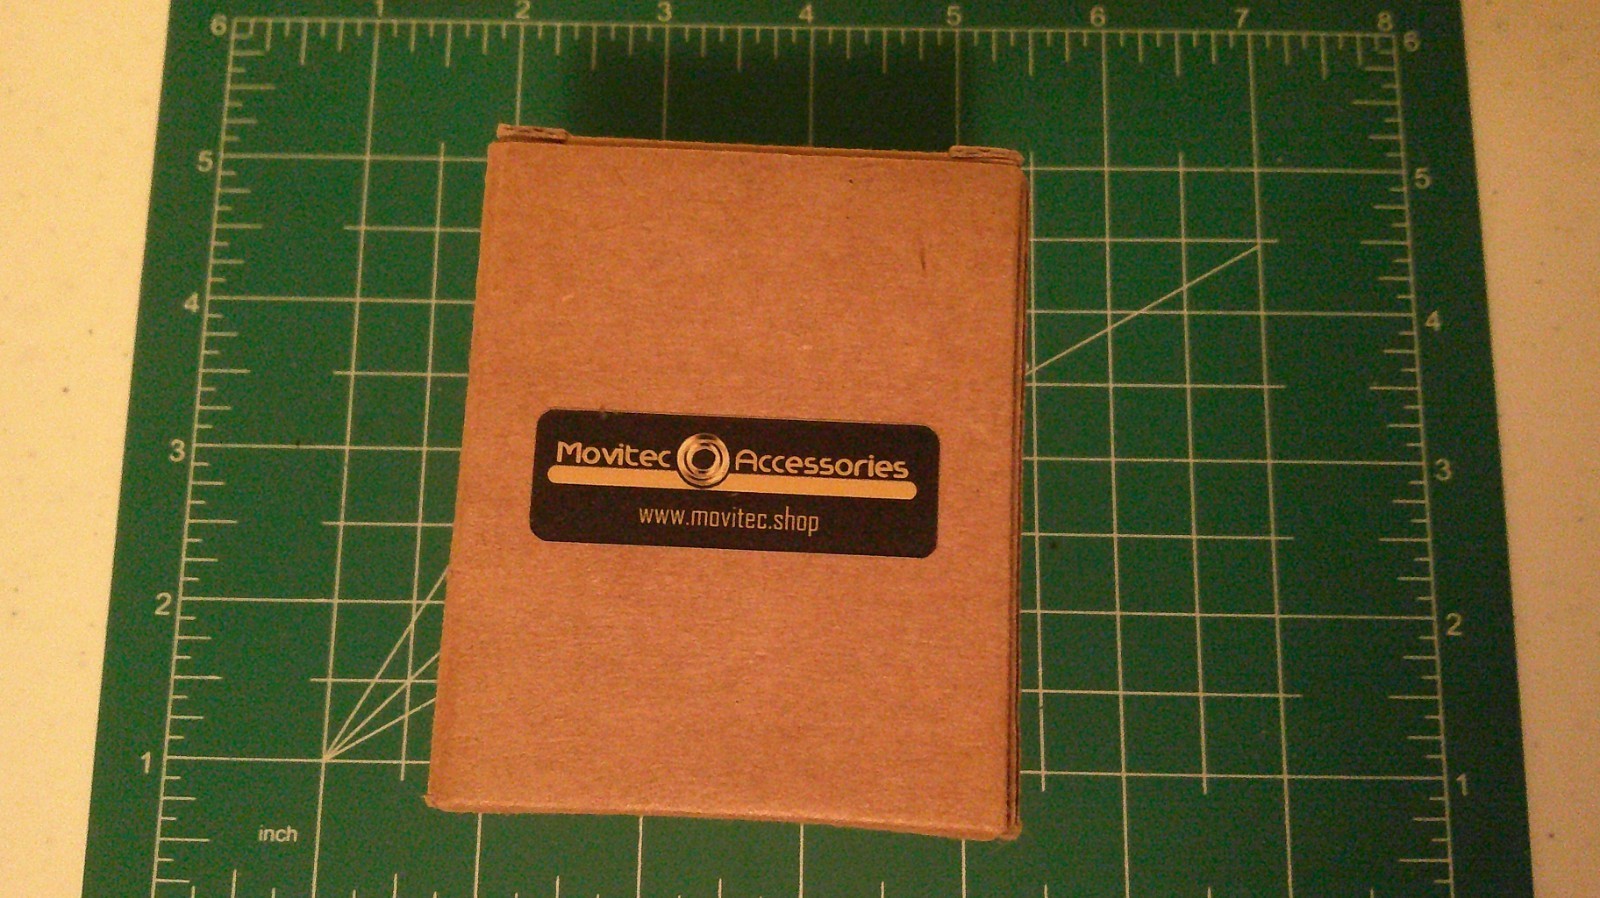 1 2 3 4 5 6 7 8
6 6
5 5
4 4
3 3
Movitec Accessories
www.movitec.shop
2 2
1 1
inch